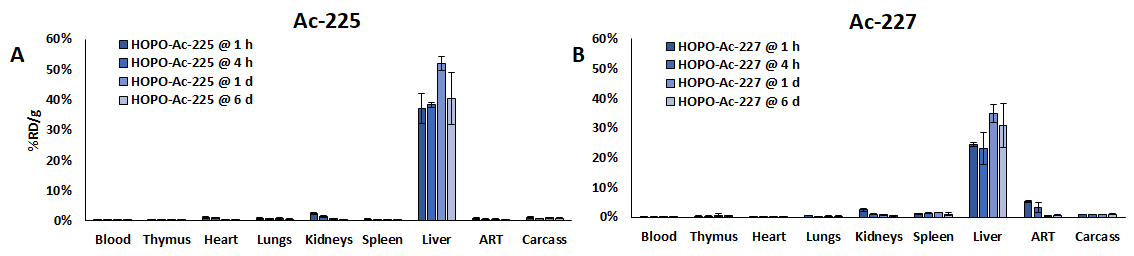 Ac-225
A
%RD/g
60%
50%
40%
30%
20%
10%
0%
HOPO-Ac-225 @ 1 h
HOPO-Ac-225 @ 4 h
HOPO-Ac-225 @ 1 d
HOPO-Ac-225 @ 6 d
Blood Thymus Heart Lungs Kidneys Spleen Liver ART Carcass
Ac-227
B
60%
50%
40%
30%
20%
10%
0%
HOPO-Ac-227 @ 1 h
HOPO-Ac-227 @ 4 h
HOPO-Ac-227 @ 1 d
HOPO-Ac-227 @ 6 d
Blood Thymus Heart Lungs Kidneys Spleen Liver ART Carcass